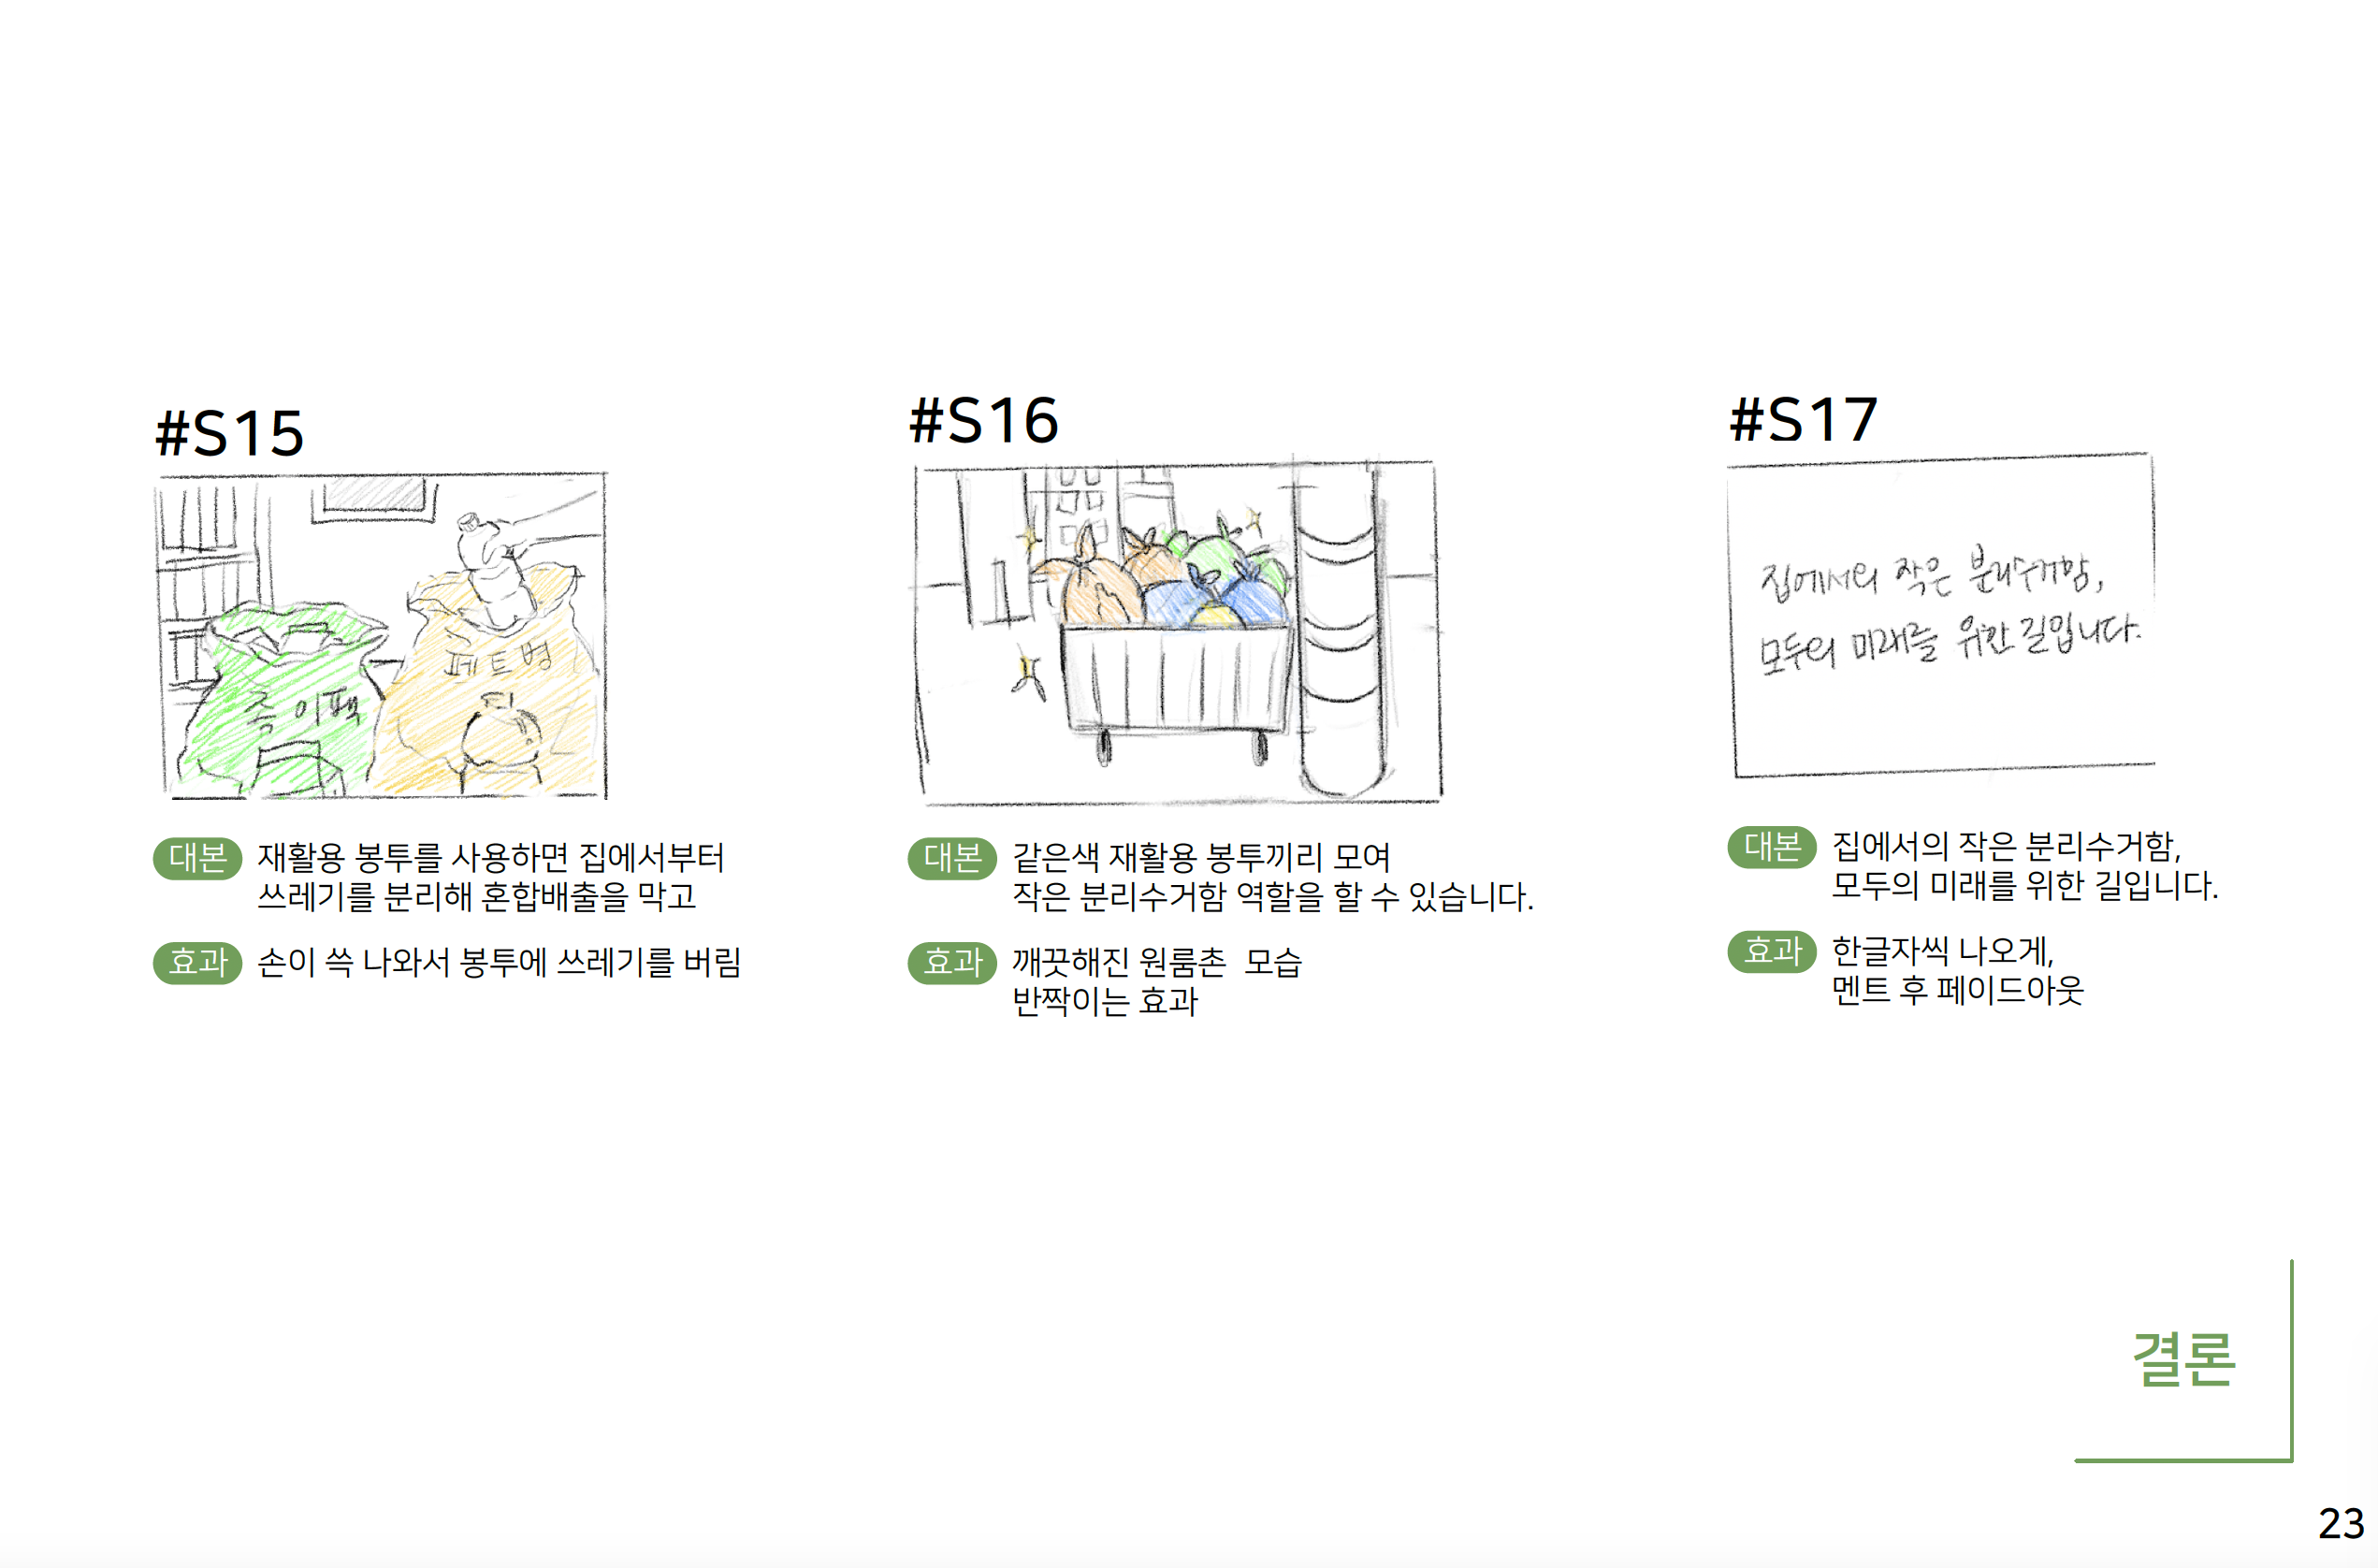 #S15
종이팩
페트병
대본
재활용 봉투를 사용하면 집에서부터
쓰레기를 분리해 혼합배출을 막고
효과
손이 쓱 나와서 봉투에 쓰레기를 버림
#S16
대본
같은색 재활용 봉투끼리 모여
작은 분리수거함 역할을 할 수 있습니다.
효과
깨끗해진 원룸촌 모습
반짝이는 효과
#S17
집에서의 작은 분리수거함,
모두의 미래를 위한 길입니다.
대본
집에서의 작은 분리수거함,
모두의 미래를 위한 길입니다.
효과
한글자씩 나오게,
멘트 후 페이드아웃
결론
23